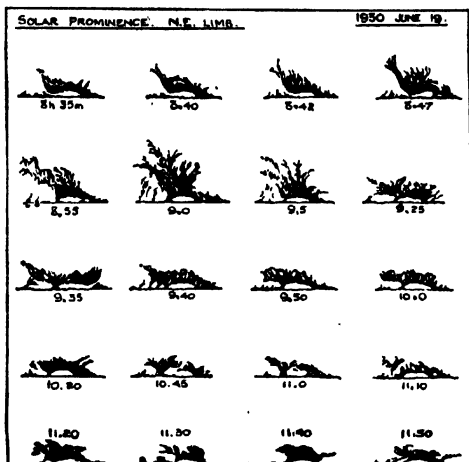 SOLAR PROMINENCE. N.E. LIMB. 1950 JUNE 19.
8h 35m 8.40 8.42 8.47
8.55 9.0 9.5 9.25
9.35 9.40 9.50 10.0
10.20 10.45 11.0 11.10
11.20 11.30 11.40 11.50